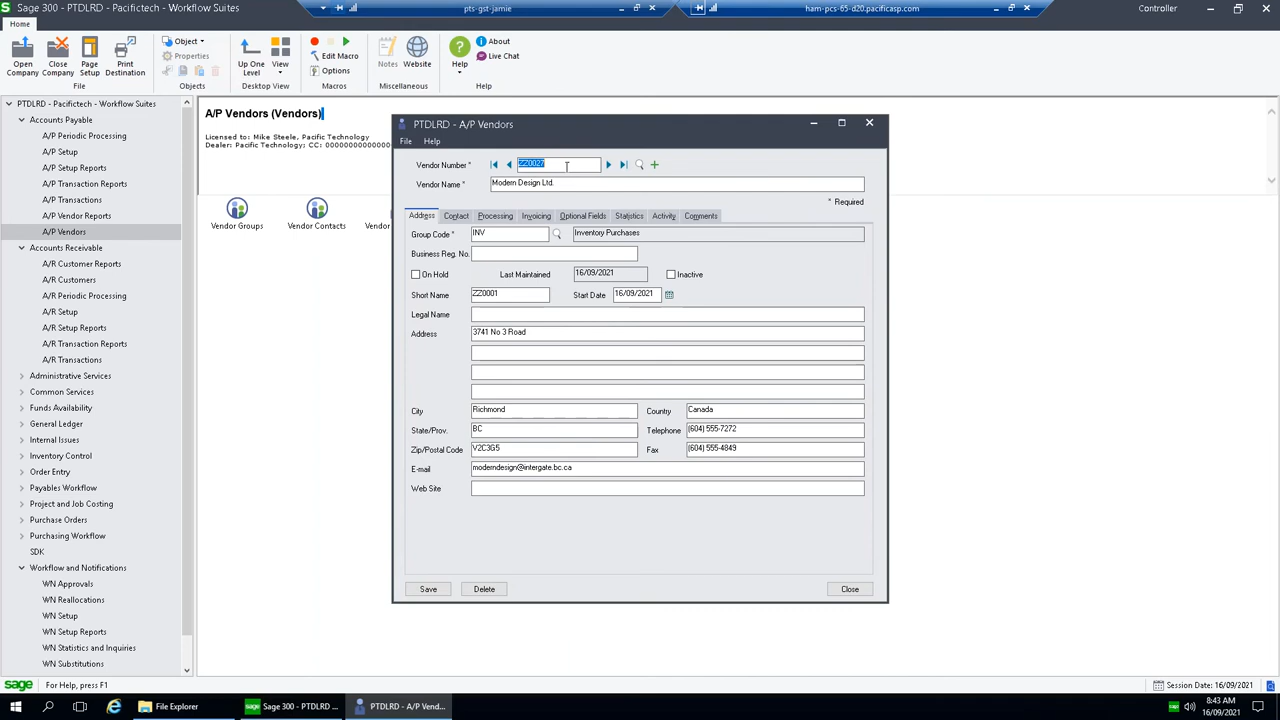 Sage 300 - PTDLRD - Pacifictech - Workflow Suites
pts-gst-jamie
ham-pcs-65-d20.pacificasp.com
Controller
Home
Open Company
Close Company
Page Setup
Print Destination
File
Object
Properties
Objects
Up One Level
View
Desktop View
Edit Macro
Options
Macros
Notes
Website
Miscellaneous
Help
About
Live Chat
Help
PTDLRD - Pacifictech - Workflow Suites
Accounts Payable
A/P Periodic Processing
A/P Setup
A/P Setup Reports
A/P Transaction Reports
A/P Transactions
A/P Vendor Reports
A/P Vendors
Accounts Receivable
A/R Customer Reports
A/R Customers
A/R Periodic Processing
A/R Setup
A/R Setup Reports
A/R Transaction Reports
A/R Transactions
Administrative Services
Common Services
Funds Availability
General Ledger
Internal Issues
Inventory Control
Order Entry
Payables Workflow
Project and Job Costing
Purchase Orders
Purchasing Workflow
SDK
Workflow and Notifications
WN Approvals
WN Reallocations
WN Setup
WN Setup Reports
WN Statistics and Inquiries
WN Substitutions
A/P Vendors (Vendors)
Licensed to: Mike Steele, Pacific Technology
Dealer: Pacific Technology; CC: 0000000000
Vendor Groups
Vendor Contacts
Vendor
PTDLRD - A/P Vendors
File Help
Vendor Number * ZZ0027
Vendor Name * Modern Design Ltd.
* Required
Address Contact Processing Invoicing Optional Fields Statistics Activity Comments
Group Code * INV Inventory Purchases
Business Reg. No.
On Hold Last Maintained 16/09/2021 Inactive
Short Name ZZ0001 Start Date 16/09/2021
Legal Name
Address 3741 No 3 Road
City Richmond Country Canada
State/Prov. BC Telephone (604) 555-7272
Zip/Postal Code V2C3G5 Fax (604) 555-4849
E-mail moderndesign@intergate.bc.ca
Web Site
Save Delete Close
sage For Help, press F1
Session Date: 16/09/2021
File Explorer
sage Sage 300 - PTDLRD ...
PTDLRD - A/P Vend...
8:43 AM
16/09/2021